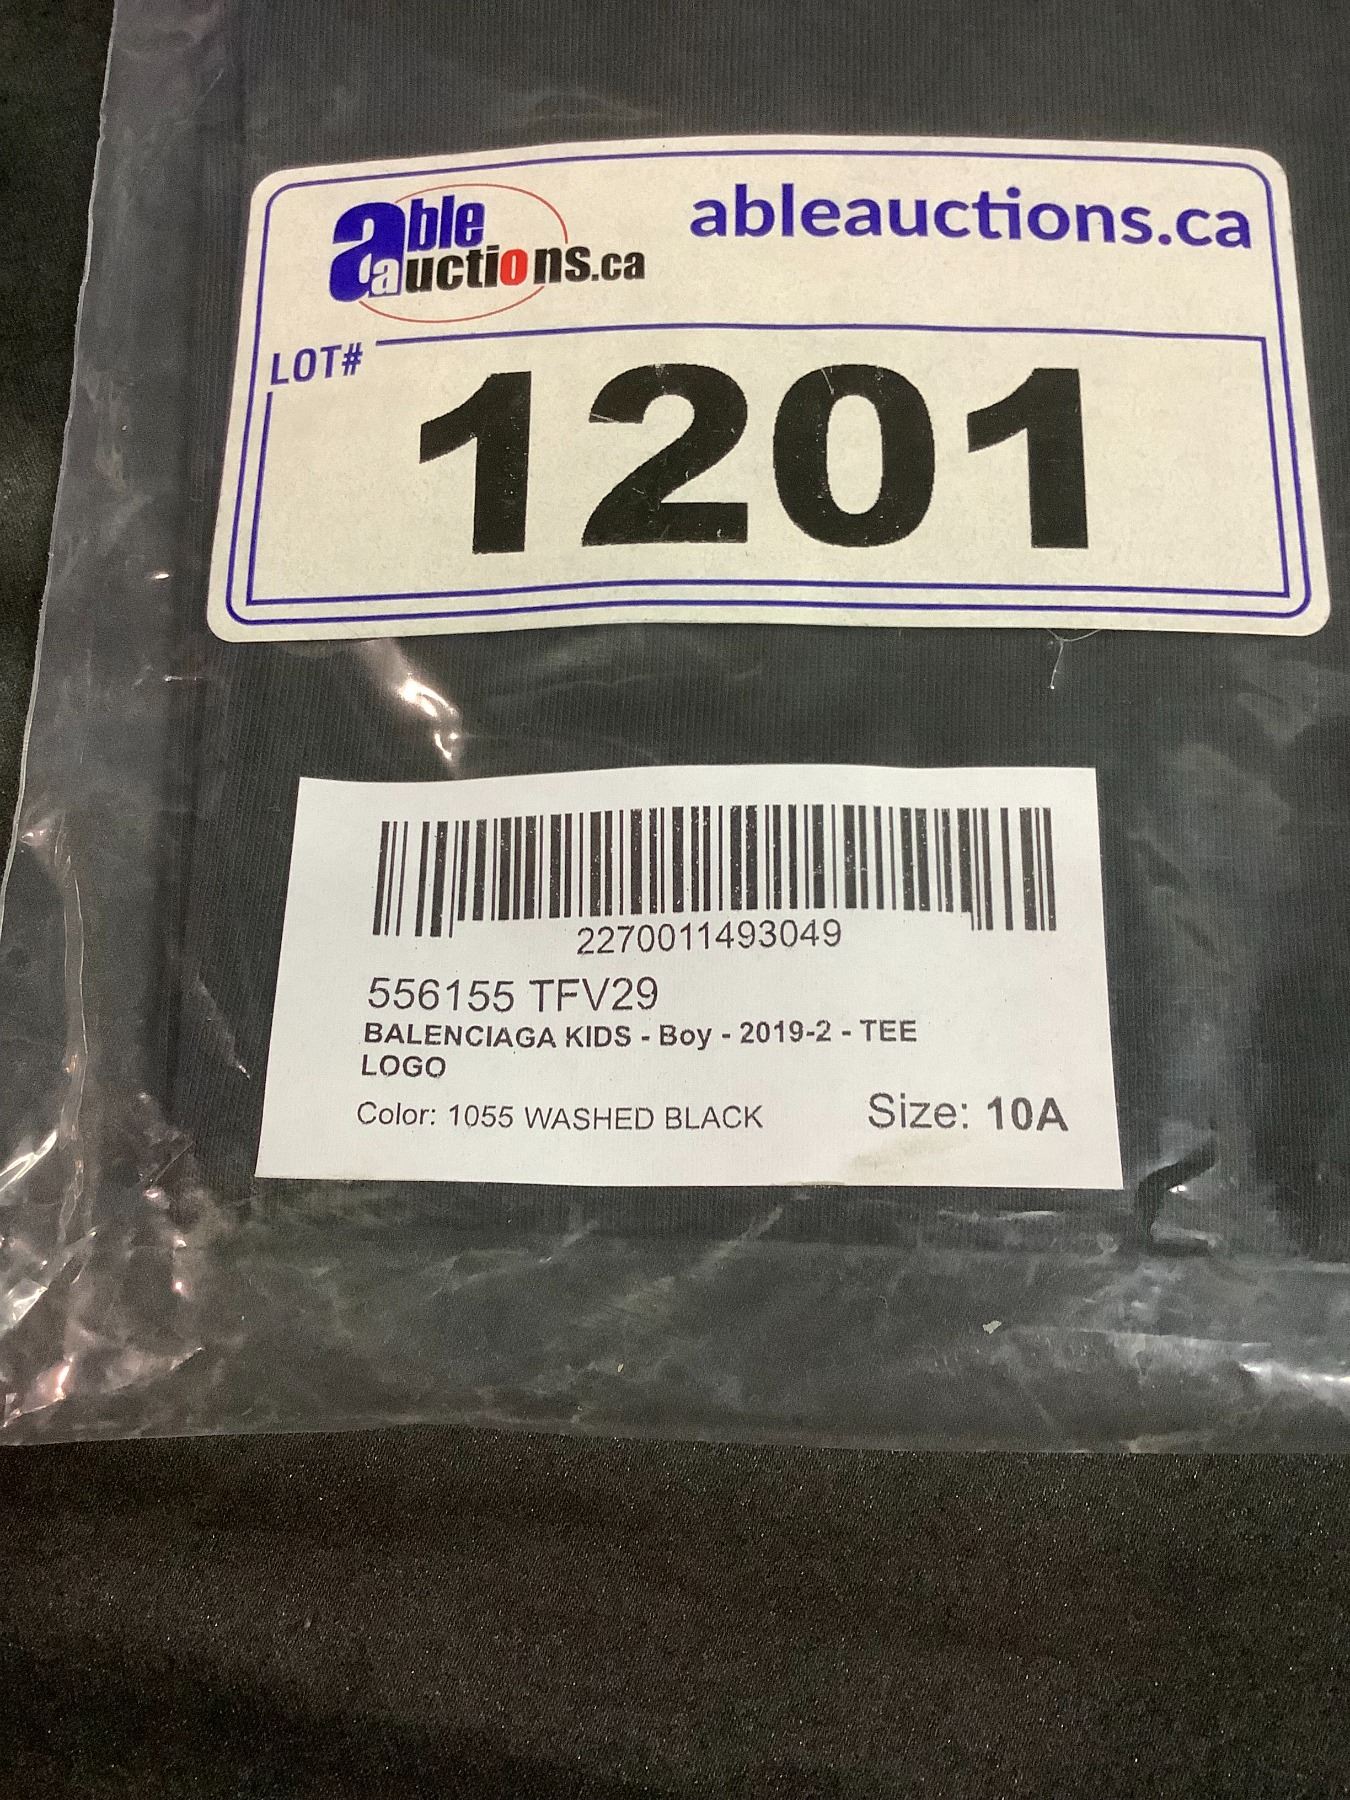 able
auctions.ca
ableauctions.ca
LOT#
1201
2270011493049
556155 TFV29
BALENCIAGA KIDS - Boy - 2019-2 - TEE
LOGO
Color: 1055 WASHED BLACK Size: 10A